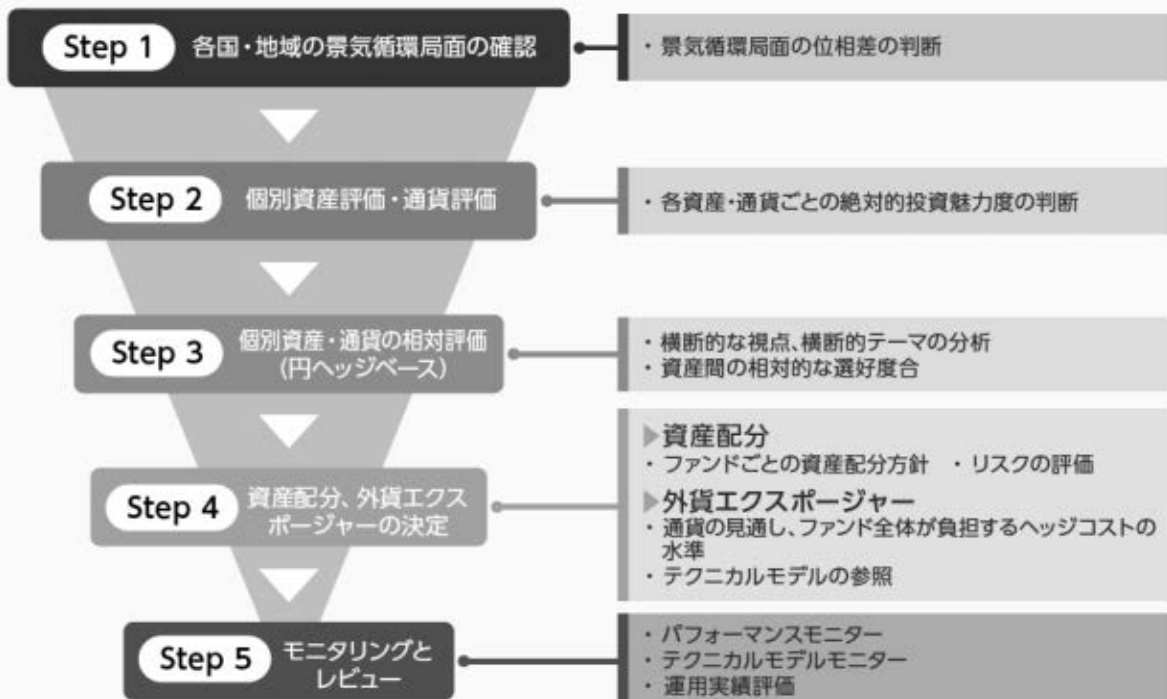 Step 1 各国・地域の景気循環局面の確認
・景気循環局面の位相差の判断
Step 2 個別資産評価・通貨評価
・各資産・通貨ごとの絶対的投資魅力度の判断
Step 3 個別資産・通貨の相対評価
(円ヘッジベース)
・横断的な視点、横断的テーマの分析
・資産間の相対的な選好度合
Step 4 資産配分、外貨エクス
ポージャーの決定
▶資産配分
・ファンドごとの資産配分方針 ・リスクの評価
▶外貨エクスポージャー
・通貨の見通し、ファンド全体が負担するヘッジコストの
水準
・テクニカルモデルの参照
Step 5 モニタリングと
レビュー
・パフォーマンスモニター
・テクニカルモデルモニター
・運用実績評価